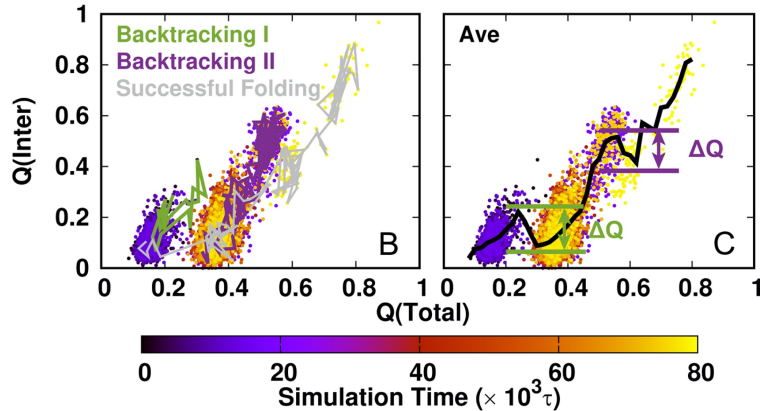 Backtracking I
Backtracking II
Successful Folding
Q(Inter)
1
0.8
0.6
0.4
0.2
0
0 0.2 0.4 0.6 0.8 1
B
Ave
ΔQ
ΔQ
C
0 0.2 0.4 0.6 0.8 1
Q(Total)
0 20 40 60 80
Simulation Time (× 10³τ)